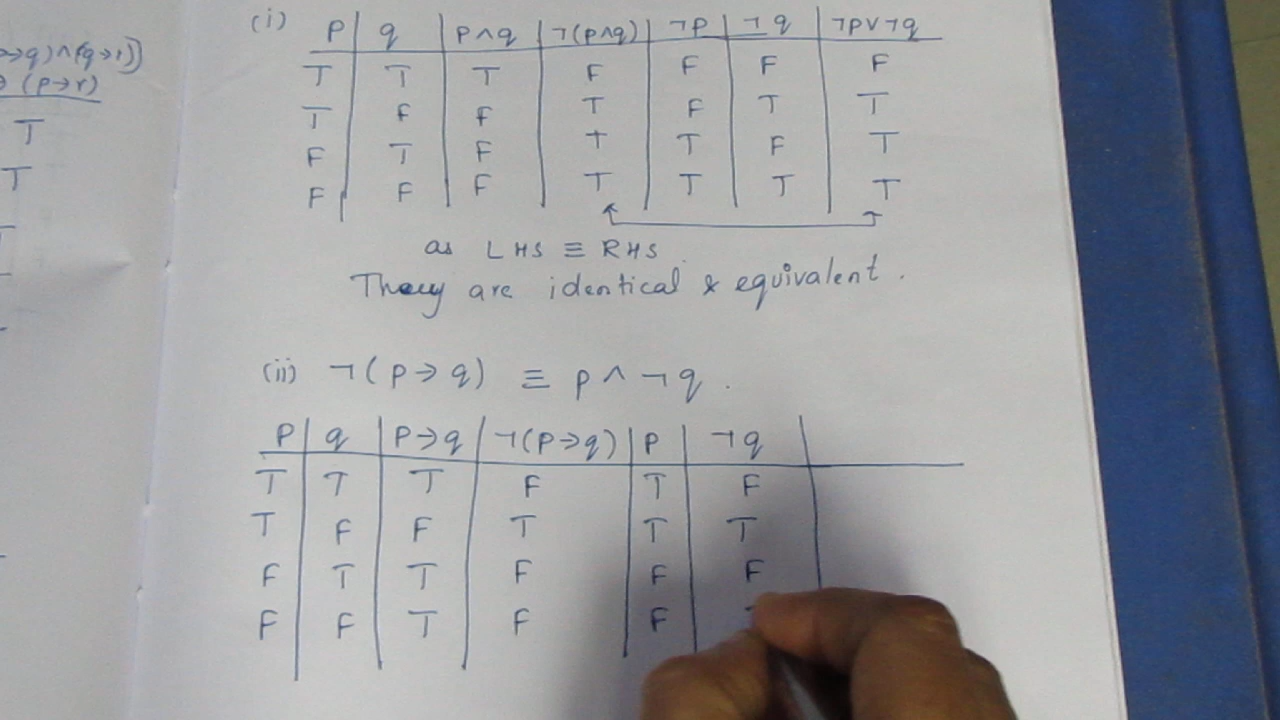 →q)∧(q→r)]
(p→r)
T
T
(i)
p q p∧q ¬(p∧q) ¬p ¬q ¬p∨¬q
T T T F F F F
T F F T F T T
F T F T T F T
F F F T T T T
as LHS ≡ RHS
They are identical & equivalent.
(ii) ¬(p→q) ≡ p∧¬q.
p q p→q ¬(p→q) p ¬q
T T T F T F
T F F T T T
F T T F F F
F F T F F